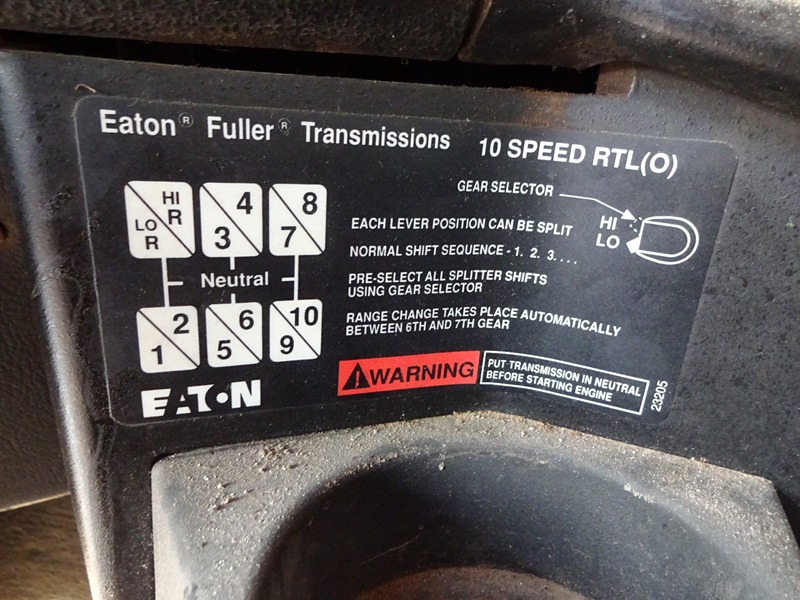 Eaton® Fuller® Transmissions 10 SPEED RTL(O)
GEAR SELECTOR
HI
LO
HI
R
LO
R
4
3
8
7
Neutral
2
1
6
5
10
9
EACH LEVER POSITION CAN BE SPLIT
NORMAL SHIFT SEQUENCE - 1. 2. 3. . . .
PRE-SELECT ALL SPLITTER SHIFTS
USING GEAR SELECTOR
RANGE CHANGE TAKES PLACE AUTOMATICALLY
BETWEEN 6TH AND 7TH GEAR
WARNING
PUT TRANSMISSION IN NEUTRAL
BEFORE STARTING ENGINE
23205
EATON